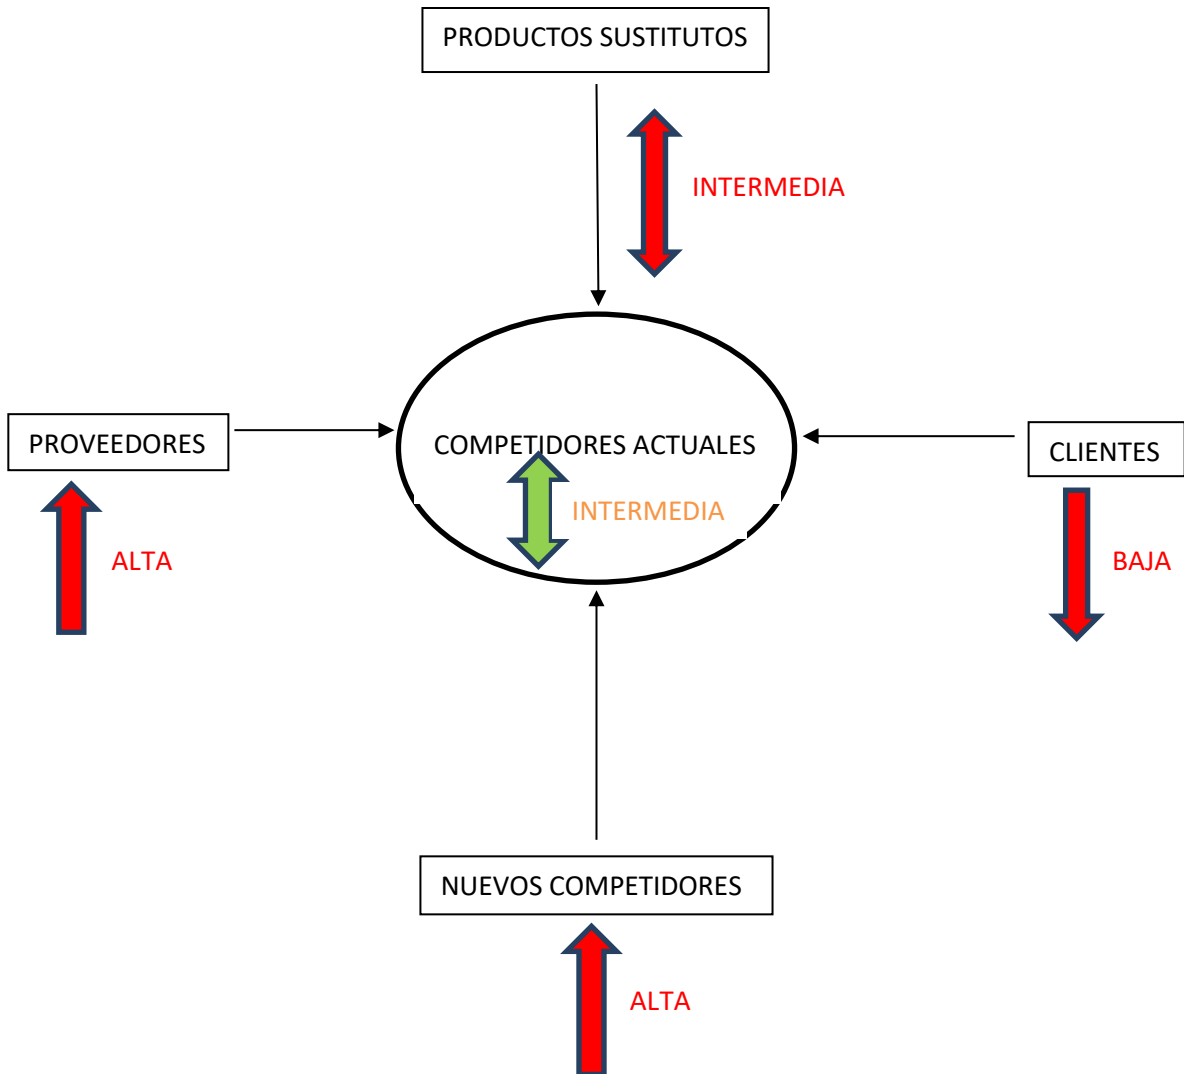 PRODUCTOS SUSTITUTOS
INTERMEDIA
PROVEEDORES
COMPETIDORES ACTUALES
CLIENTES
INTERMEDIA
ALTA
BAJA
NUEVOS COMPETIDORES
ALTA